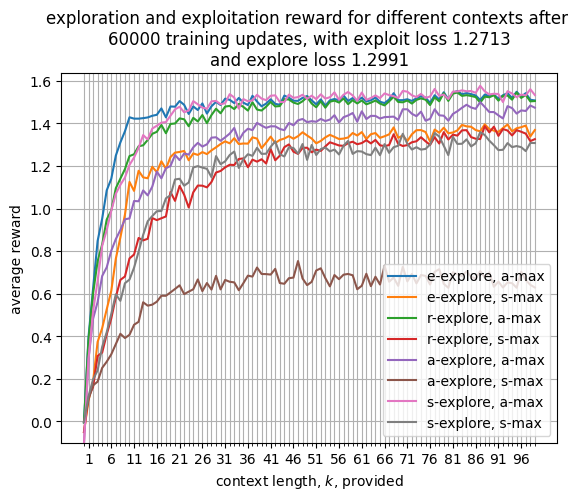 exploration and exploitation reward for different contexts after
60000 training updates, with exploit loss 1.2713
and explore loss 1.2991
1.6
1.4
1.2
1.0
0.8
0.6
0.4
0.2
0.0
average reward
e-explore, a-max
e-explore, s-max
r-explore, a-max
r-explore, s-max
a-explore, a-max
a-explore, s-max
s-explore, a-max
s-explore, s-max
1 6 11 16 21 26 31 36 41 46 51 56 61 66 71 76 81 86 91 96
context length, k, provided